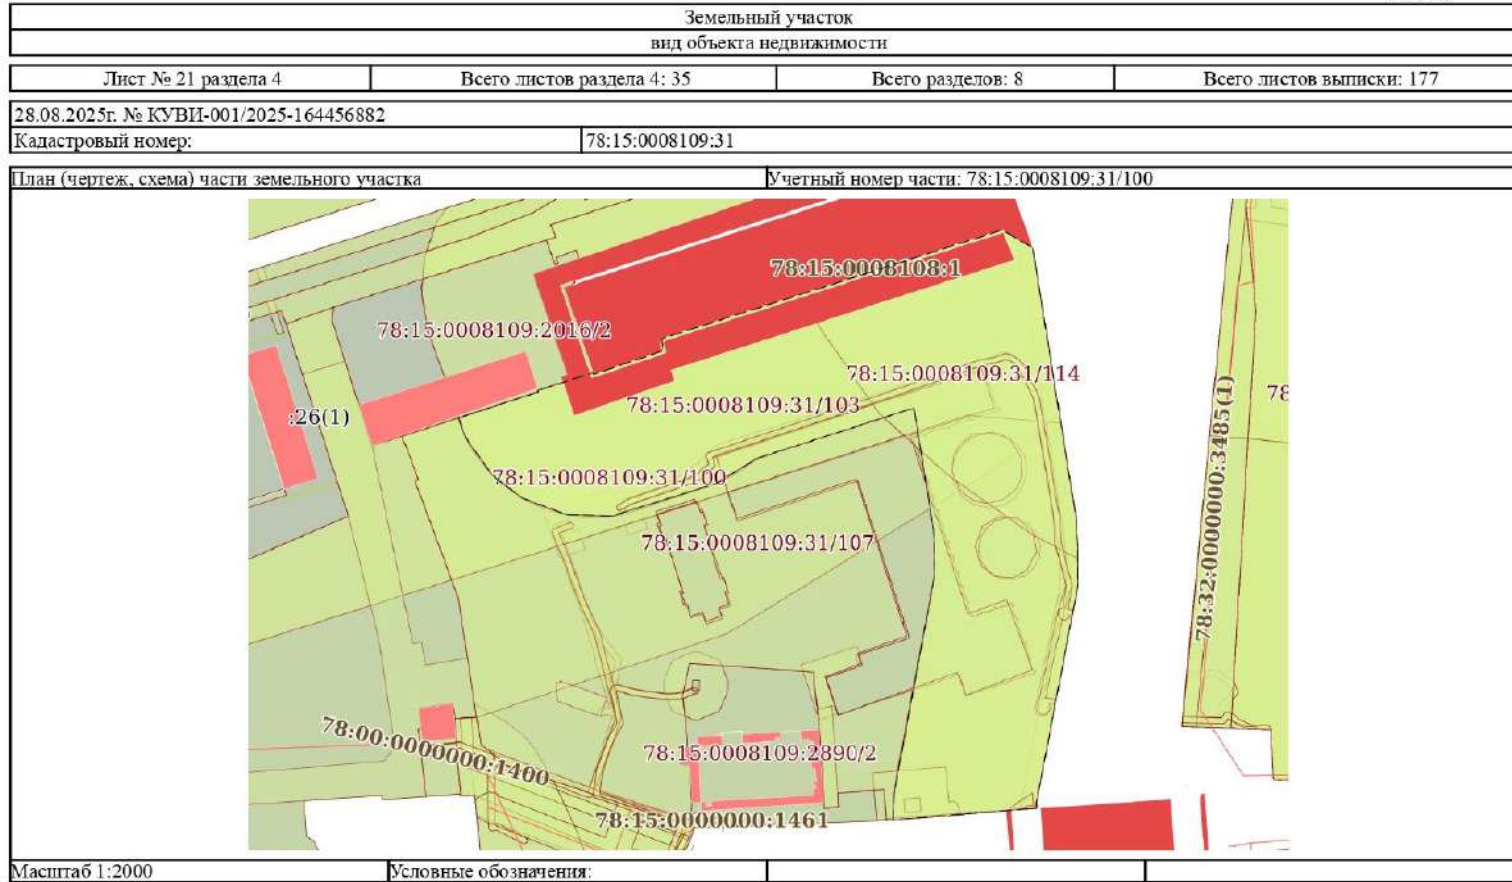 Земельный участок
вид объекта недвижимости
Лист № 21 раздела 4 Всего листов раздела 4: 35 Всего разделов: 8 Всего листов выписки: 177
28.08.2025г. № КУВИ-001/2025-164456882
Кадастровый номер: 78:15:0008109:31
План (чертеж, схема) части земельного участка Учетный номер части: 78:15:0008109:31/100
78:15:0008108:1
78:15:0008109:2016/2
78:15:0008109:31/114
78
78:15:0008109:31/103
:26(1)
78:15:0008109:31/100
78:32:0000000:3485(1)
78:15:0008109:31/107
78:00:0000000:1400
78:15:0008109:2890/2
78:15:0000000:1461
Масштаб 1:2000 Условные обозначения: